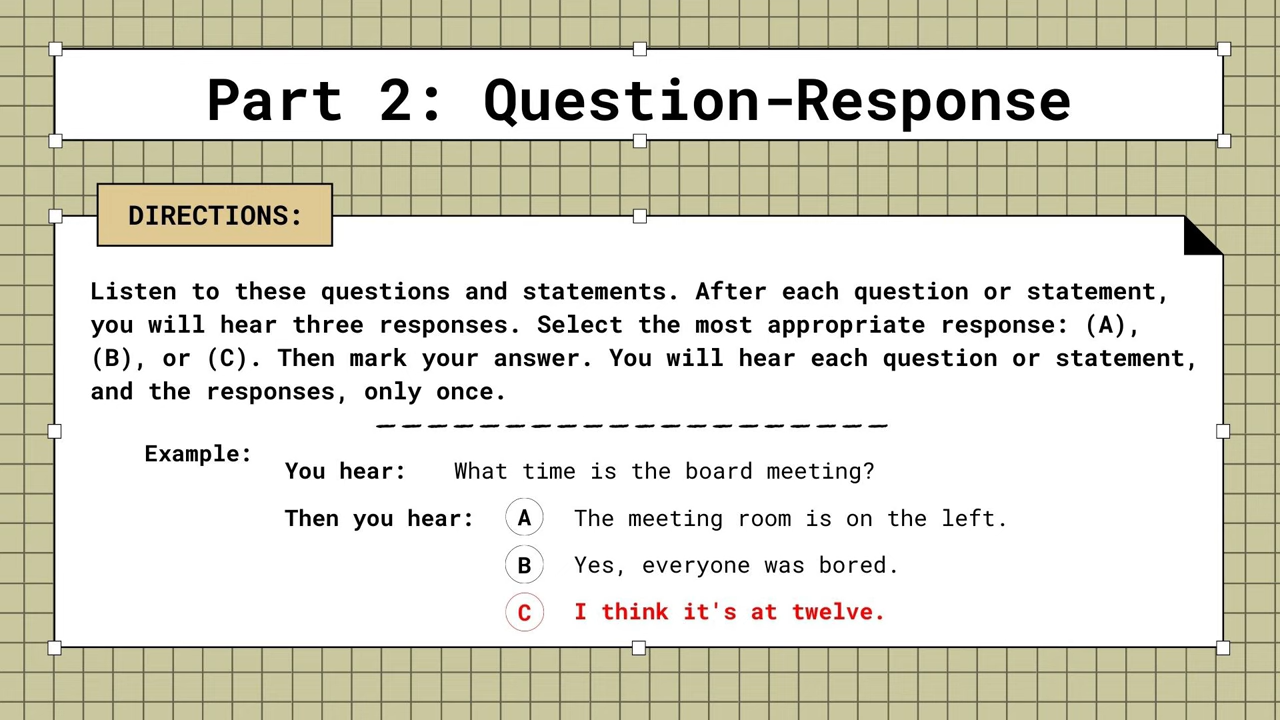 Part 2: Question-Response
DIRECTIONS:
Listen to these questions and statements. After each question or statement,
you will hear three responses. Select the most appropriate response: (A),
(B), or (C). Then mark your answer. You will hear each question or statement,
and the responses, only once.
Example:
You hear: What time is the board meeting?
Then you hear: A The meeting room is on the left.
B Yes, everyone was bored.
C I think it's at twelve.